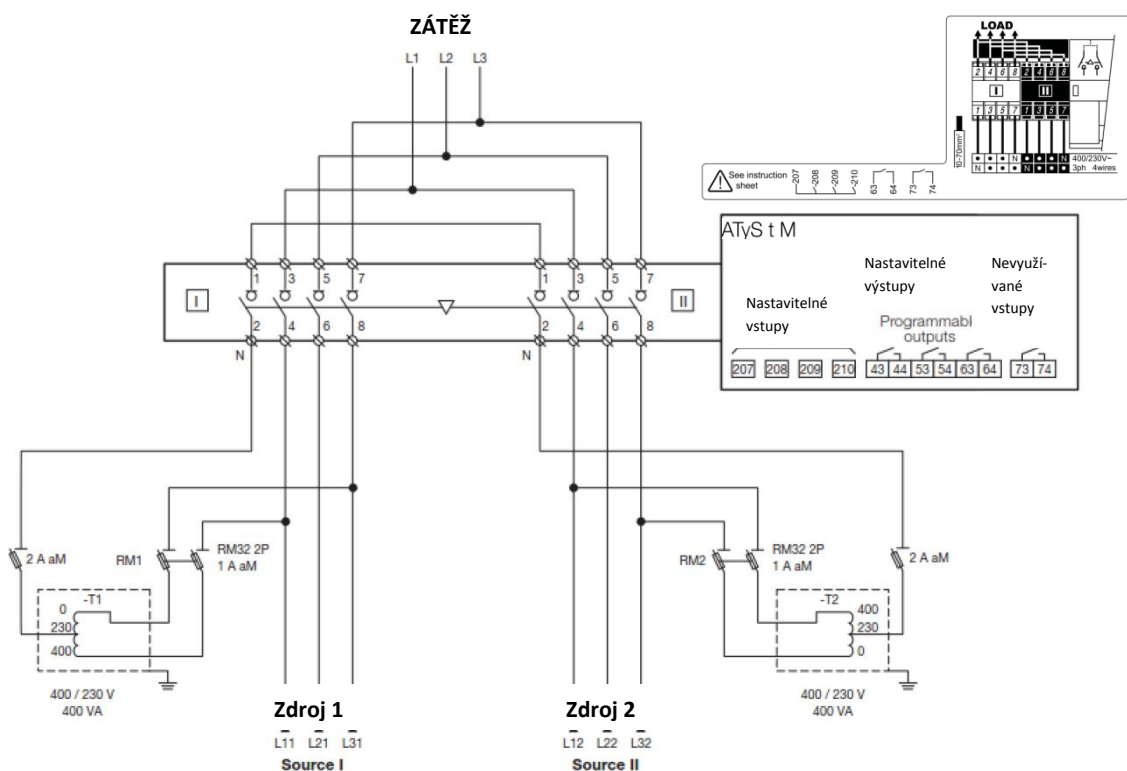 ZÁTĚŽ
L1 L2 L3
LOAD
2 4 6 8 2 4 6 8
I II
1 3 5 7 1 3 5 7
10-70mm²
N N 400/230V~
N N 3ph 4wires
See instruction
sheet
207 -208 -209 -210 63 64 73 74
ATyS t M
Nastavitelné
výstupy
Nevyuží-
vané
vstupy
Nastavitelné
vstupy
Programmabl
outputs
207 208 209 210 43 44 53 54 63 64 73 74
1 3 5 7 1 3 5 7
I II
2 4 6 8 2 4 6 8
N N
2 A aM RM1 RM32 2P
1 A aM
RM2 RM32 2P
1 A aM
2 A aM
-T1
0
230
400
-T2
400
230
0
400 / 230 V
400 VA
400 / 230 V
400 VA
Zdroj 1 Zdroj 2
L11 L21 L31 L12 L22 L32
Source I Source II